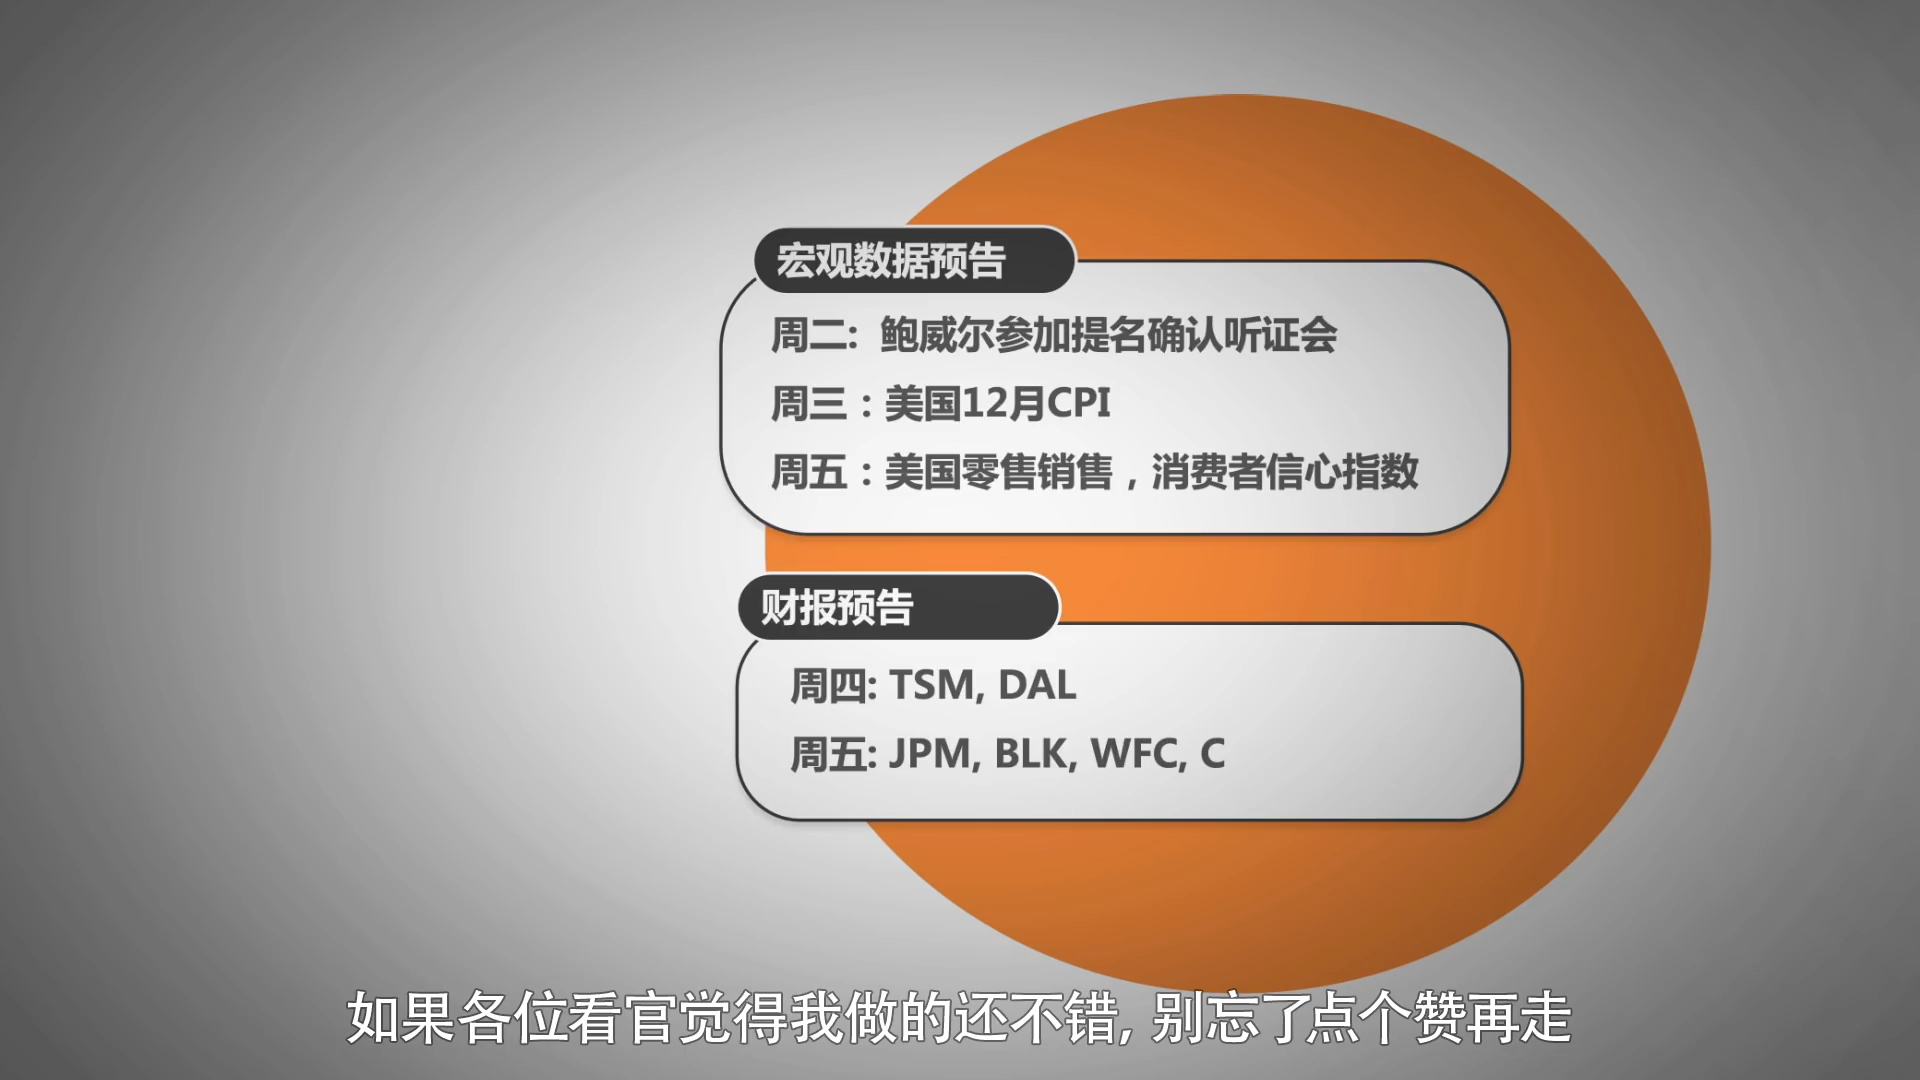 宏观数据预告
周二: 鲍威尔参加提名确认听证会
周三：美国12月CPI
周五：美国零售销售，消费者信心指数
财报预告
周四: TSM, DAL
周五: JPM, BLK, WFC, C
如果各位看官觉得我做的还不错, 别忘了点个赞再走